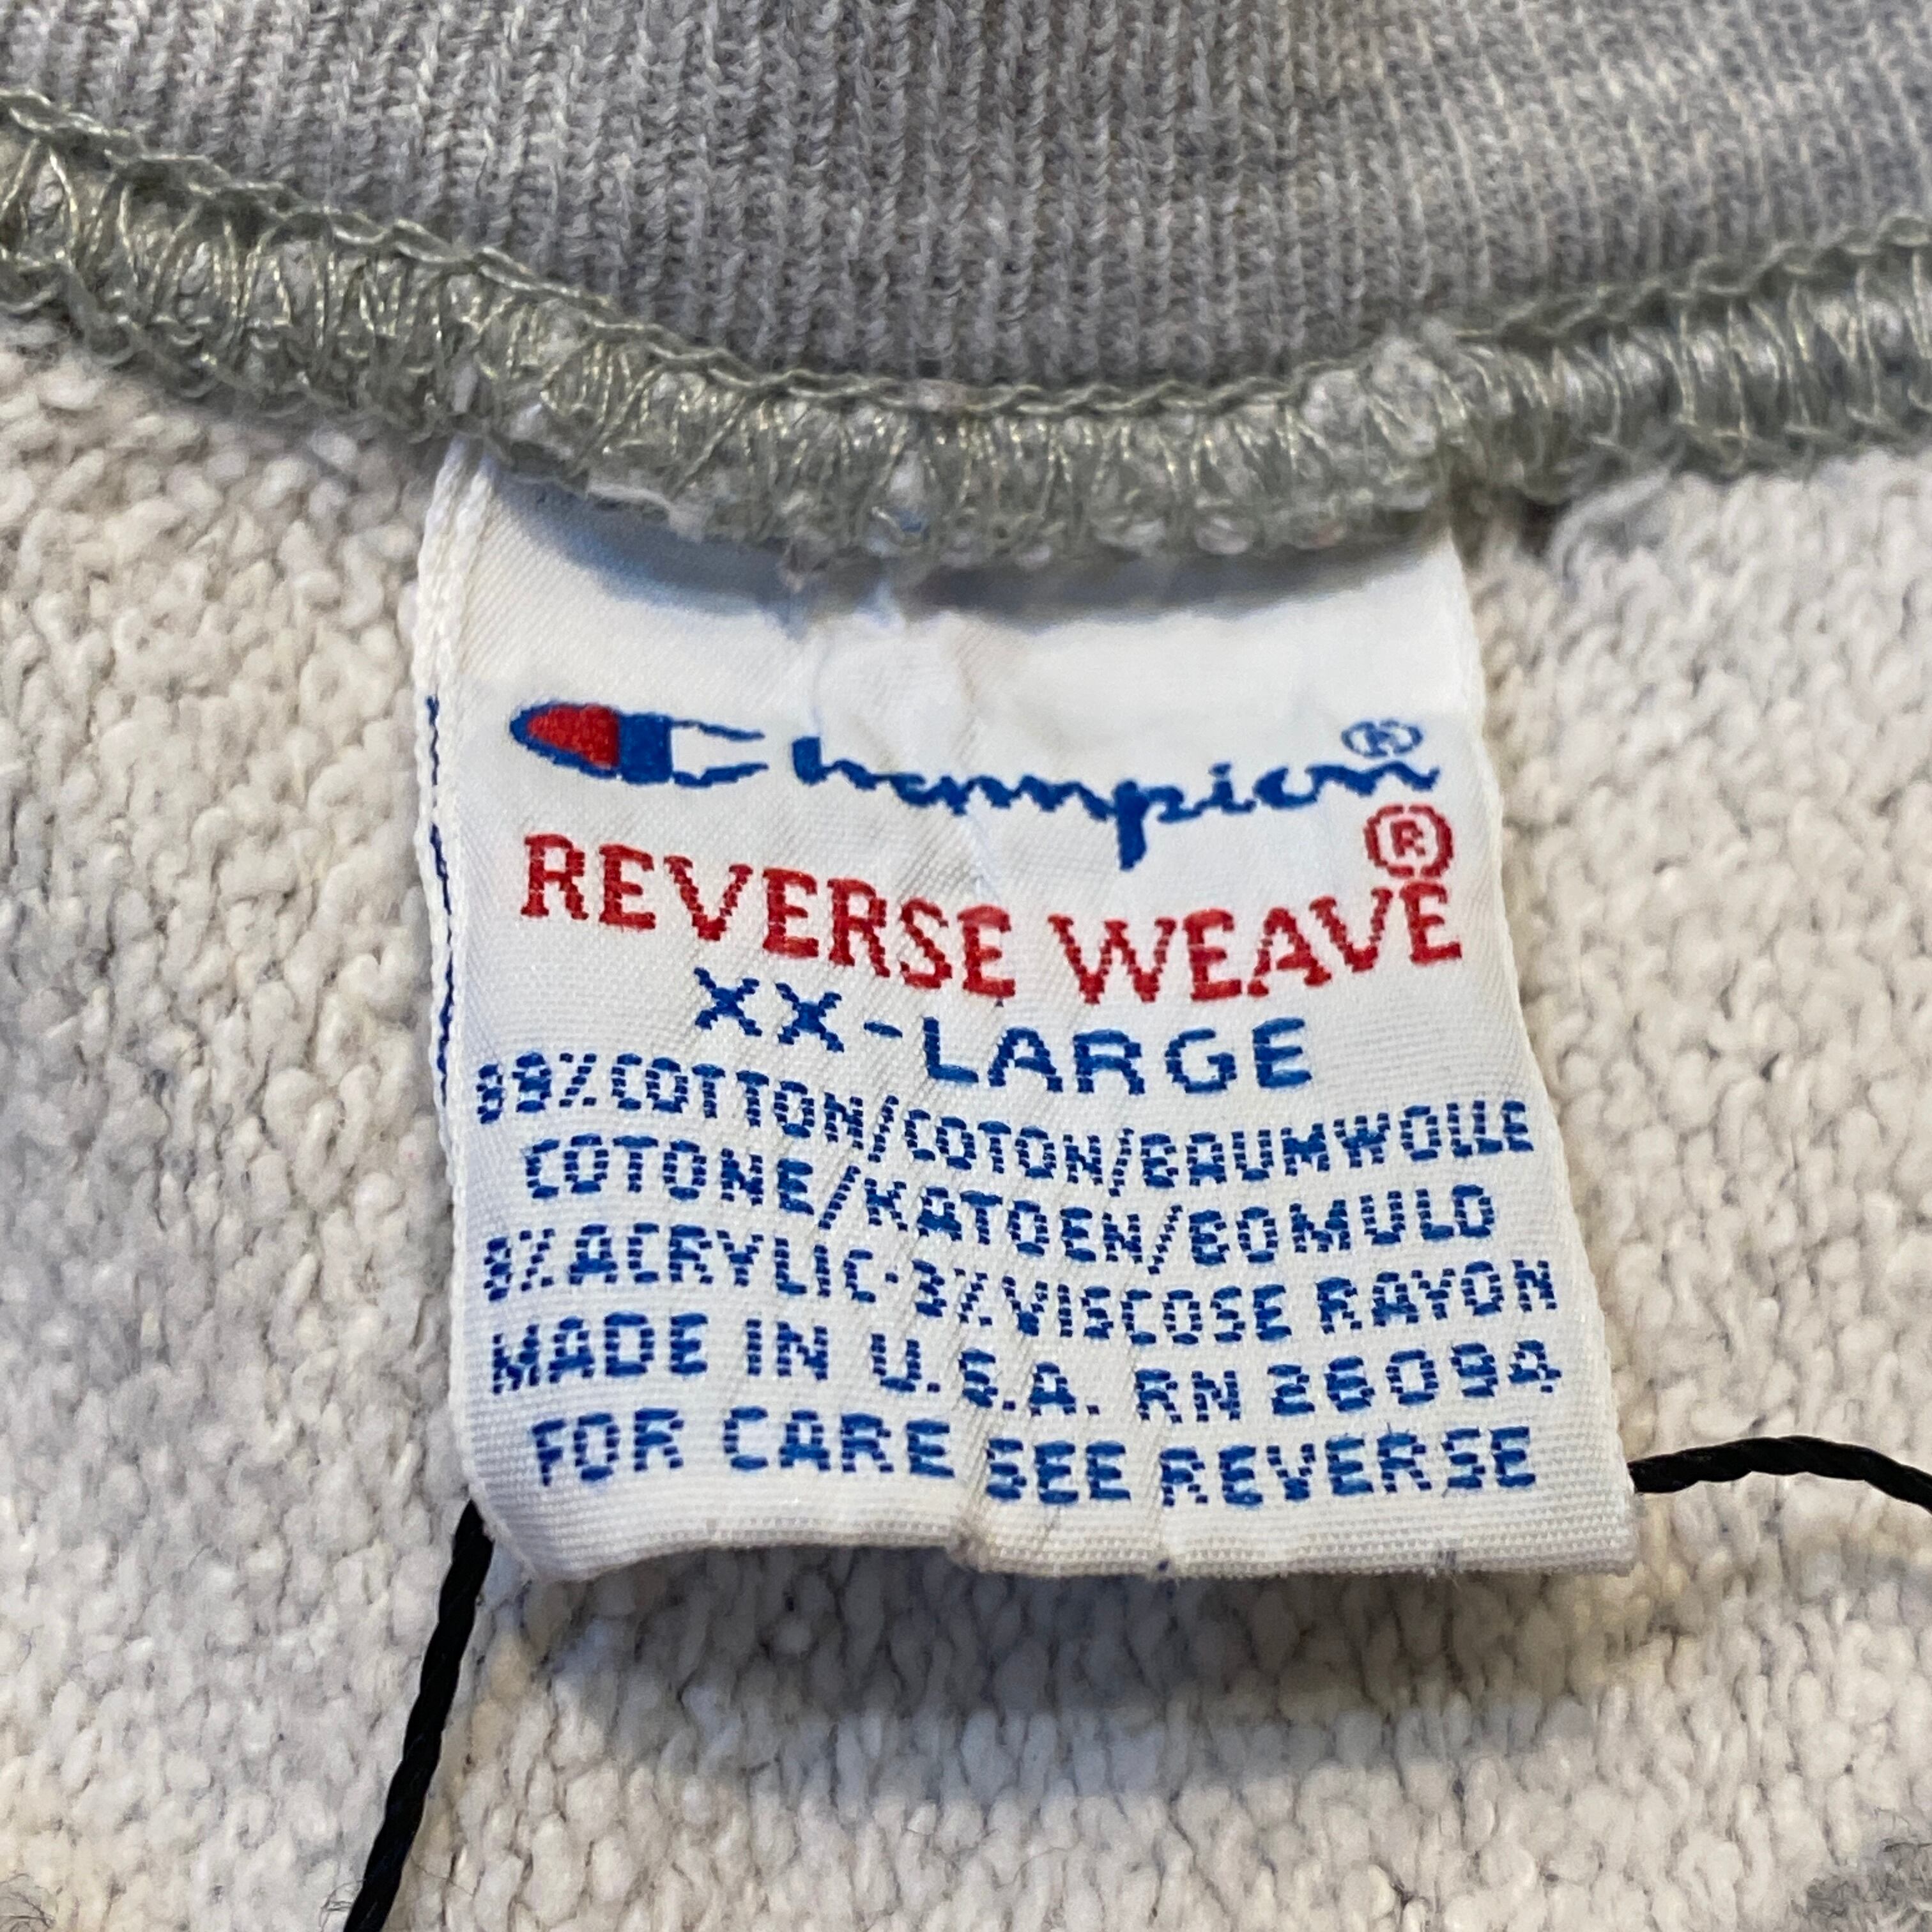 Champion®
REVERSE WEAVE®
XX-LARGE
89%COTTON/COTON/BAUMWOLLE
COTONE/KATOEN/BOMULD
8%ACRYLIC-3%VISCOSE RAYON
MADE IN U.S.A. RN 26094
FOR CARE SEE REVERSE